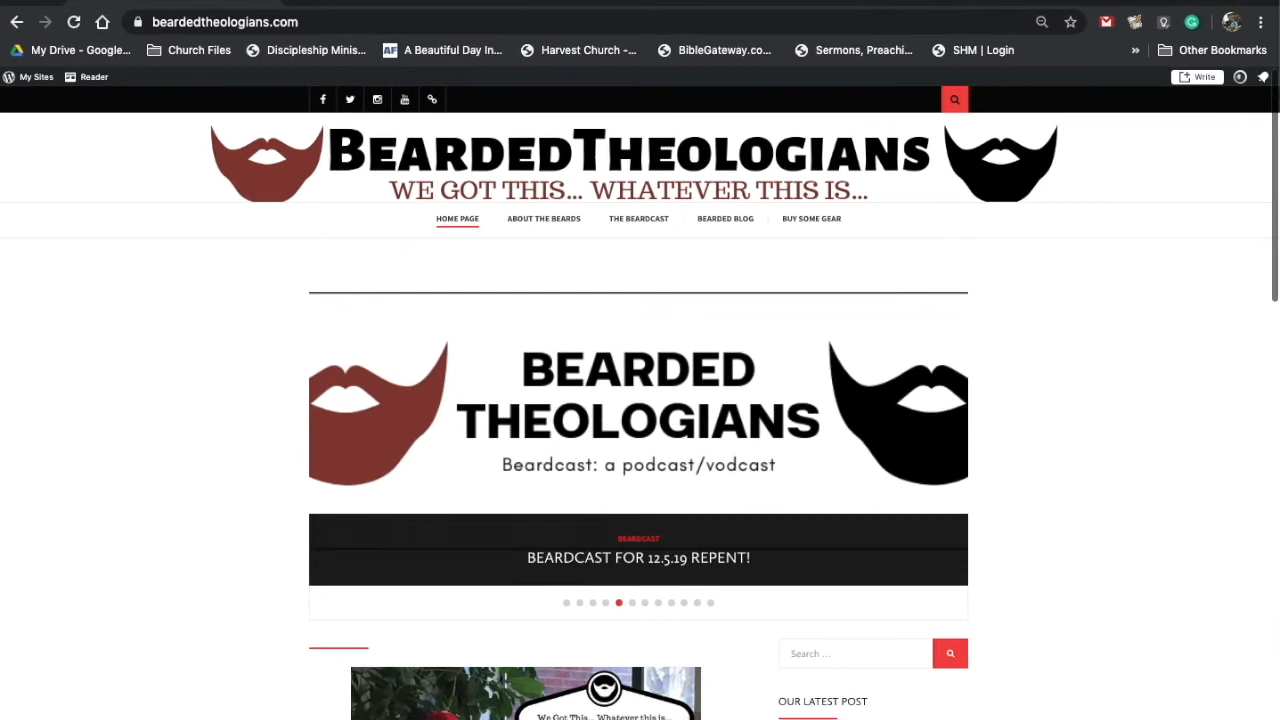 beardedtheologians.com
My Drive - Google...
Church Files
Discipleship Minis...
AF
A Beautiful Day In...
Harvest Church -...
BibleGateway.co...
Sermons, Preachi...
SHM | Login
»
Other Bookmarks
My Sites
Reader
Write
BEARDEDTHEOLOGIANS
WE GOT THIS... WHATEVER THIS IS...
HOME PAGE
ABOUT THE BEARDS
THE BEARDCAST
BEARDED BLOG
BUY SOME GEAR
BEARDED
THEOLOGIANS
Beardcast: a podcast/vodcast
BEARDCAST
BEARDCAST FOR 12.5.19 REPENT!
Search ...
OUR LATEST POST
We Got This... Whatever this is...